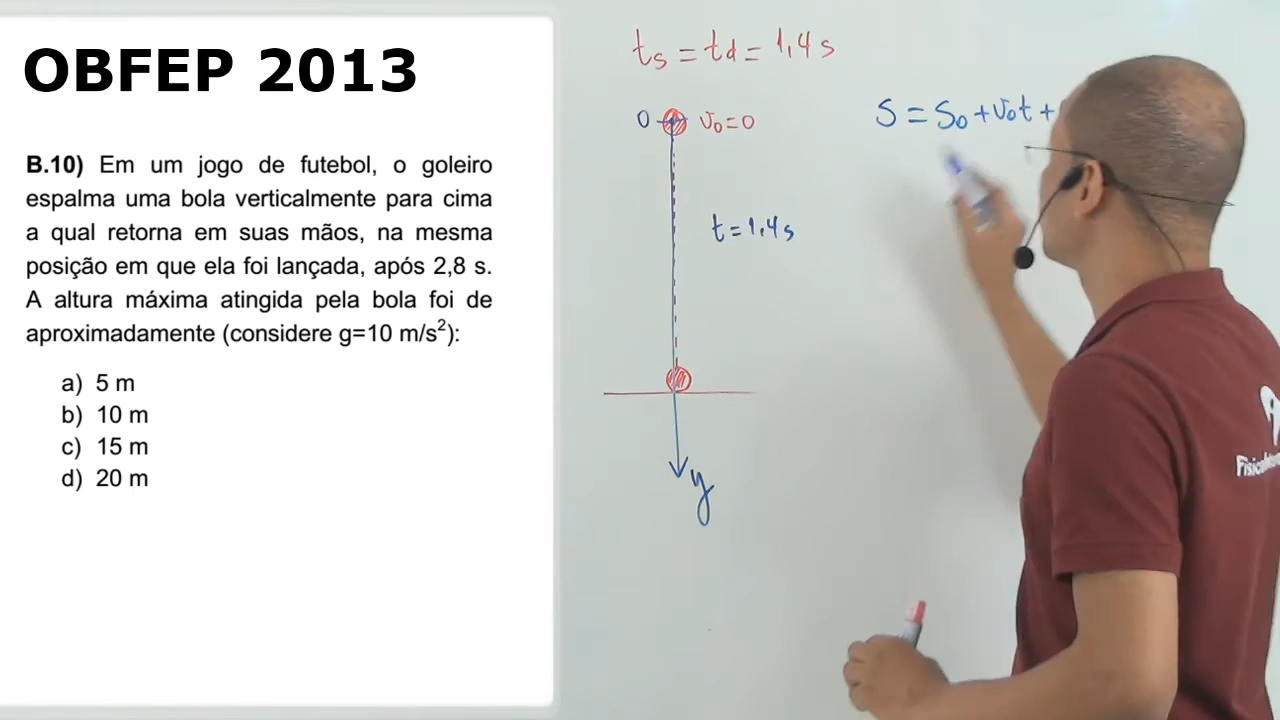 OBFEP 2013
B.10) Em um jogo de futebol, o goleiro
espalma uma bola verticalmente para cima
a qual retorna em suas mãos, na mesma
posição em que ela foi lançada, após 2,8 s.
A altura máxima atingida pela bola foi de
aproximadamente (considere g=10 m/s²):
a) 5 m
b) 10 m
c) 15 m
d) 20 m
ts = td = 1,4 s
0 v₀=0
S = S₀ + v₀t +
t = 1,4 s
y